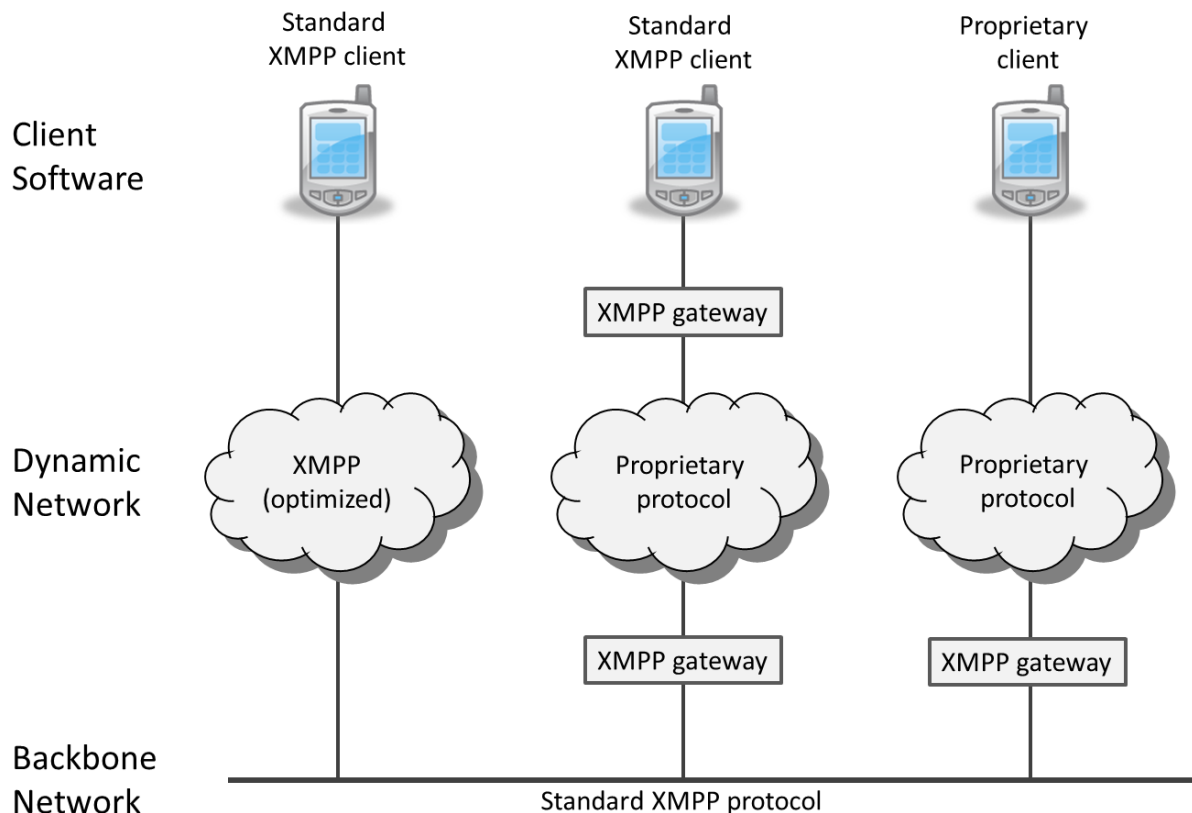 Standard
XMPP client
Standard
XMPP client
Proprietary
client
Client
Software
XMPP gateway
Dynamic
Network
XMPP
(optimized)
Proprietary
protocol
Proprietary
protocol
XMPP gateway
XMPP gateway
Backbone
Network
Standard XMPP protocol